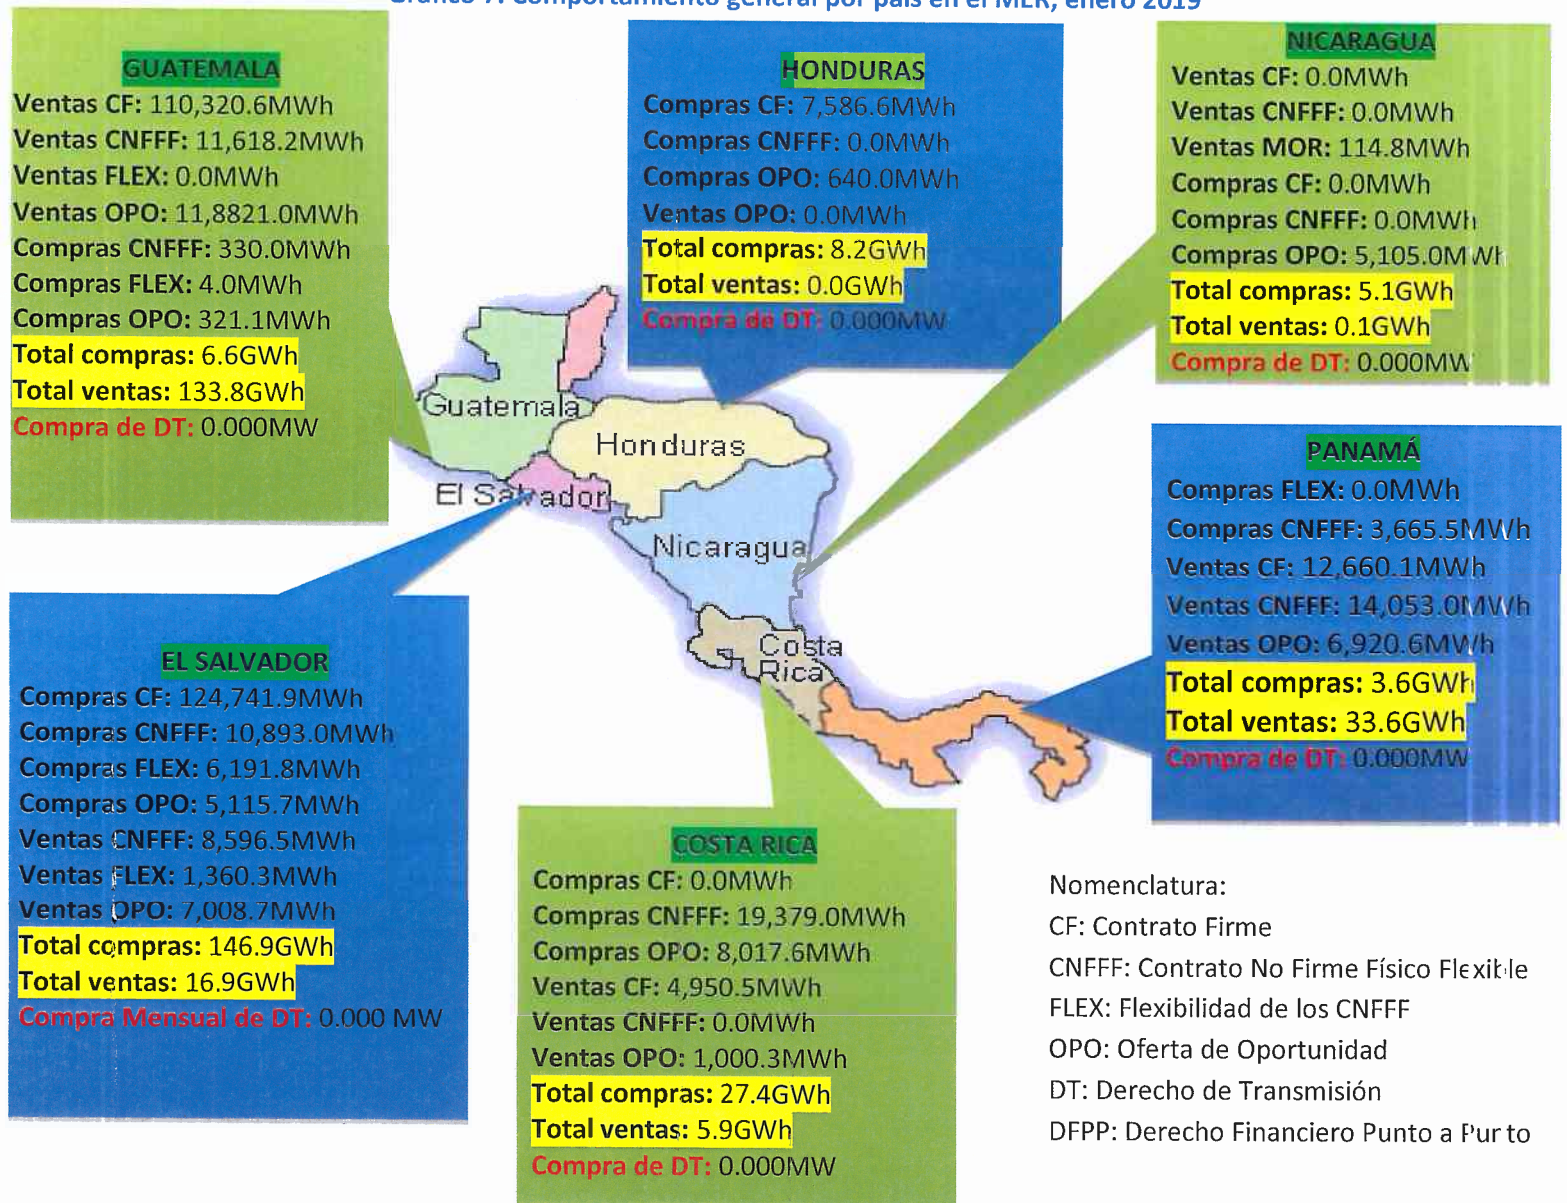 Gráfico 7. Comportamiento general por país en el MER, enero 2019
GUATEMALA
Ventas CF: 110,320.6MWh
Ventas CNFFF: 11,618.2MWh
Ventas FLEX: 0.0MWh
Ventas OPO: 11,8821.0MWh
Compras CNFFF: 330.0MWh
Compras FLEX: 4.0MWh
Compras OPO: 321.1MWh
Total compras: 6.6GWh
Total ventas: 133.8GWh
Compra de DT: 0.000MW
HONDURAS
Compras CF: 7,586.6MWh
Compras CNFFF: 0.0MWh
Compras OPO: 640.0MWh
Ventas OPO: 0.0MWh
Total compras: 8.2GWh
Total ventas: 0.0GWh
Compra de DT: 0.000MW
NICARAGUA
Ventas CF: 0.0MWh
Ventas CNFFF: 0.0MWh
Ventas MOR: 114.8MWh
Compras CF: 0.0MWh
Compras CNFFF: 0.0MWh
Compras OPO: 5,105.0MWh
Total compras: 5.1GWh
Total ventas: 0.1GWh
Compra de DT: 0.000MW
Guatemala
Honduras
El Salvador
Nicaragua
Costa
Rica
PANAMÁ
Compras FLEX: 0.0MWh
Compras CNFFF: 3,665.5MWh
Ventas CF: 12,660.1MWh
Ventas CNFFF: 14,053.0MWh
Ventas OPO: 6,920.6MWh
Total compras: 3.6GWh
Total ventas: 33.6GWh
Compra de DT: 0.000MW
EL SALVADOR
Compras CF: 124,741.9MWh
Compras CNFFF: 10,893.0MWh
Compras FLEX: 6,191.8MWh
Compras OPO: 5,115.7MWh
Ventas CNFFF: 8,596.5MWh
Ventas FLEX: 1,360.3MWh
Ventas OPO: 7,008.7MWh
Total compras: 146.9GWh
Total ventas: 16.9GWh
Compra Mensual de DT: 0.000 MW
COSTA RICA
Compras CF: 0.0MWh
Compras CNFFF: 19,379.0MWh
Compras OPO: 8,017.6MWh
Ventas CF: 4,950.5MWh
Ventas CNFFF: 0.0MWh
Ventas OPO: 1,000.3MWh
Total compras: 27.4GWh
Total ventas: 5.9GWh
Compra de DT: 0.000MW
Nomenclatura:
CF: Contrato Firme
CNFFF: Contrato No Firme Físico Flexible
FLEX: Flexibilidad de los CNFFF
OPO: Oferta de Oportunidad
DT: Derecho de Transmisión
DFPP: Derecho Financiero Punto a Punto